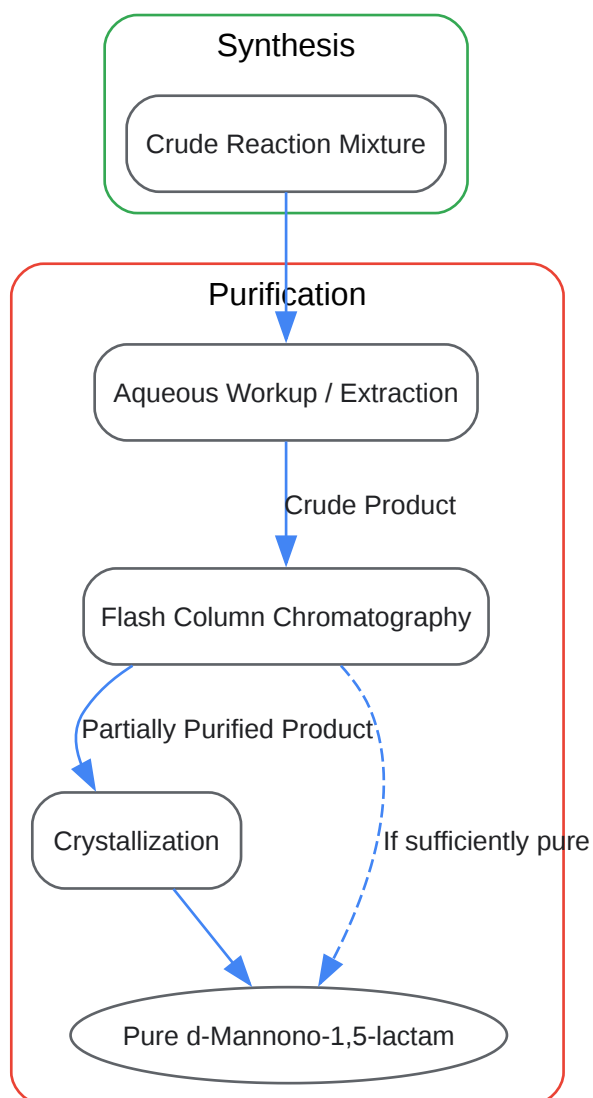 Synthesis
Crude Reaction Mixture
Purification
Aqueous Workup / Extraction
Crude Product
Flash Column Chromatography
Partially Purified Product
Crystallization
If sufficiently pure
Pure d-Mannono-1,5-lactam